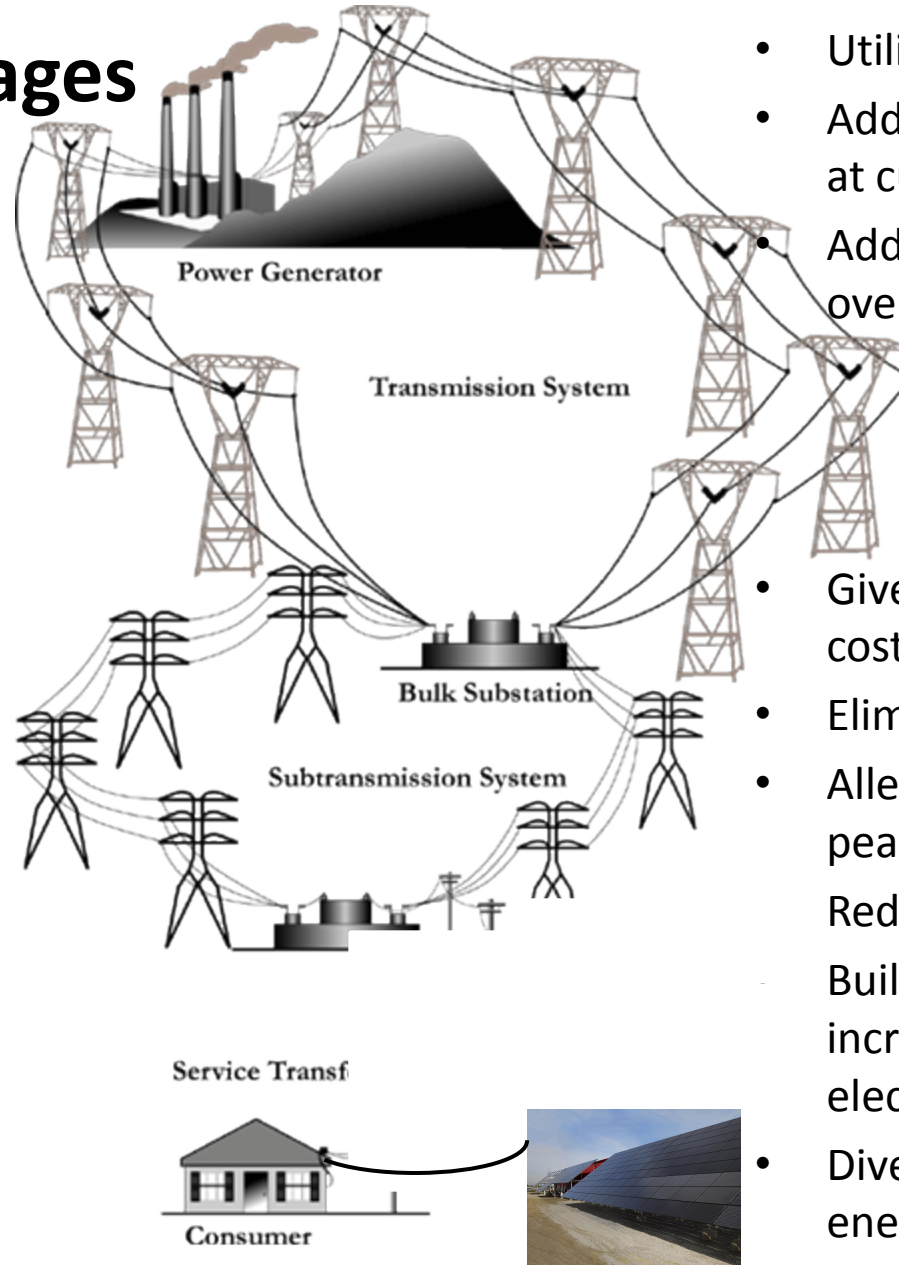 ages
Power Generator
Transmission System
Bulk Substation
Subtransmission System
Service Transf
Consumer
• Utili
• Add
at cu
• Add
ove
• Give
cost
• Elim
• Alle
pea
Red
Buil
incr
elec
• Dive
ene